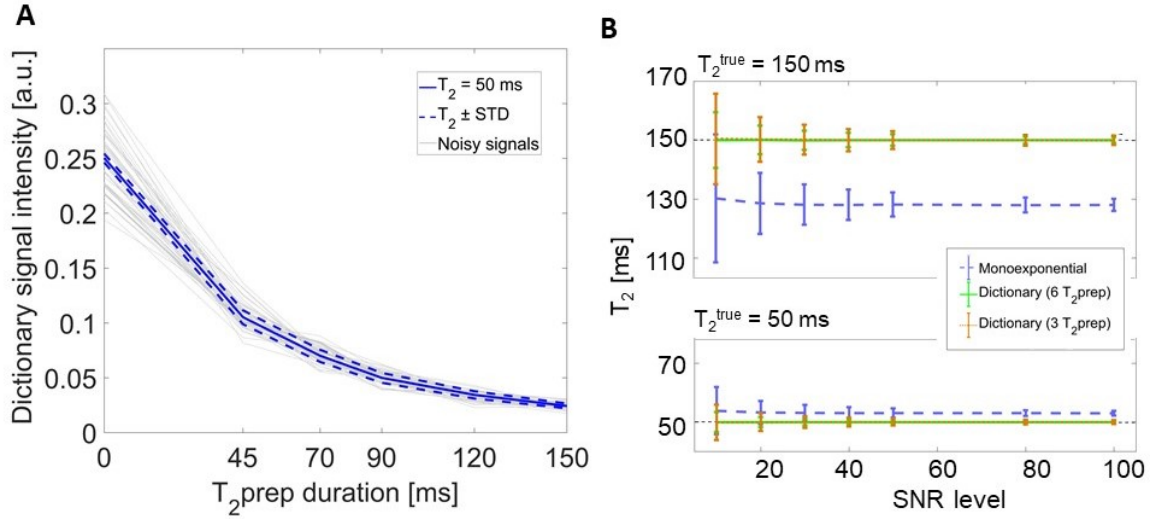 A
Dictionary signal intensity [a.u.]
0.3
0.25
0.2
0.15
0.1
0.05
0
0 45 70 90 120 150
T2prep duration [ms]
T2 = 50 ms
T2 ± STD
Noisy signals
B
T2true = 150 ms
170
150
130
110
T2 [ms]
Monoexponential
Dictionary (6 T2prep)
Dictionary (3 T2prep)
T2true = 50 ms
70
50
20 40 60 80 100
SNR level